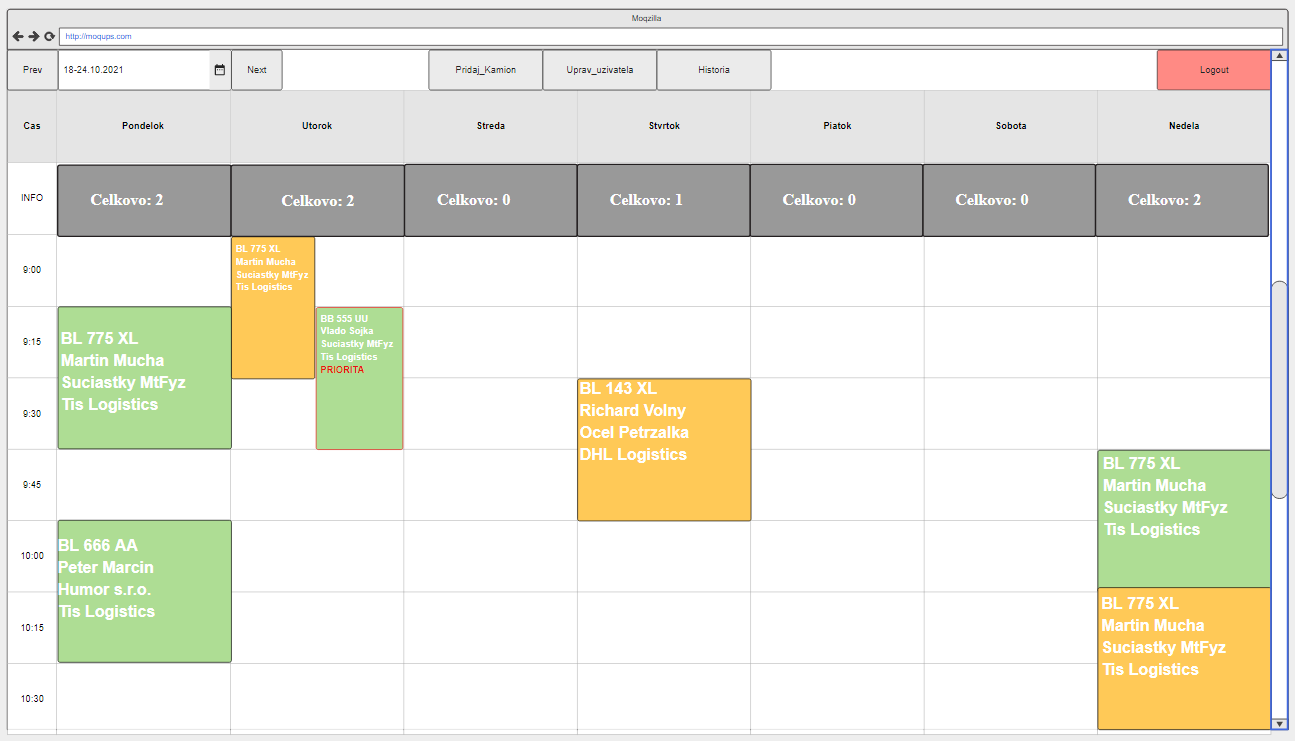 Moqzilla
http://moqups.com
Prev
18-24.10.2021
Next
Pridaj_Kamion
Uprav_uzivatela
Historia
Logout
Cas
Pondelok
Utorok
Streda
Stvrtok
Piatok
Sobota
Nedela
INFO
Celkovo: 2
Celkovo: 2
Celkovo: 0
Celkovo: 1
Celkovo: 0
Celkovo: 0
Celkovo: 2
9:00
BL 775 XL
Martin Mucha
Suciastky MtFyz
Tis Logistics
9:15
BL 775 XL
Martin Mucha
Suciastky MtFyz
Tis Logistics
BB 555 UU
Vlado Sojka
Suciastky MtFyz
Tis Logistics
PRIORITA
9:30
BL 143 XL
Richard Volny
Ocel Petrzalka
DHL Logistics
9:45
BL 775 XL
Martin Mucha
Suciastky MtFyz
Tis Logistics
10:00
BL 666 AA
Peter Marcin
Humor s.r.o.
Tis Logistics
10:15
BL 775 XL
Martin Mucha
Suciastky MtFyz
Tis Logistics
10:30